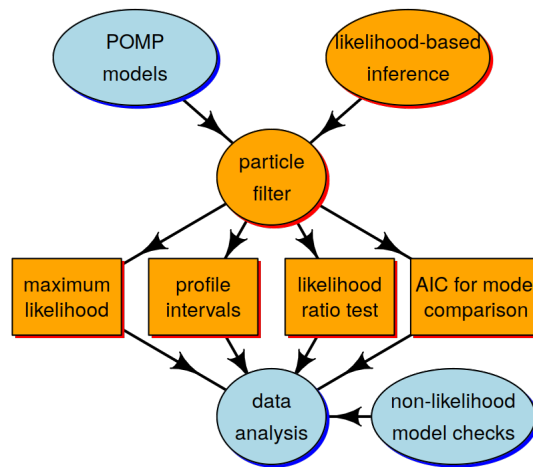 POMP
models
likelihood-based
inference
particle
filter
maximum
likelihood
profile
intervals
likelihood
ratio test
AIC for model
comparison
data
analysis
non-likelihood
model checks